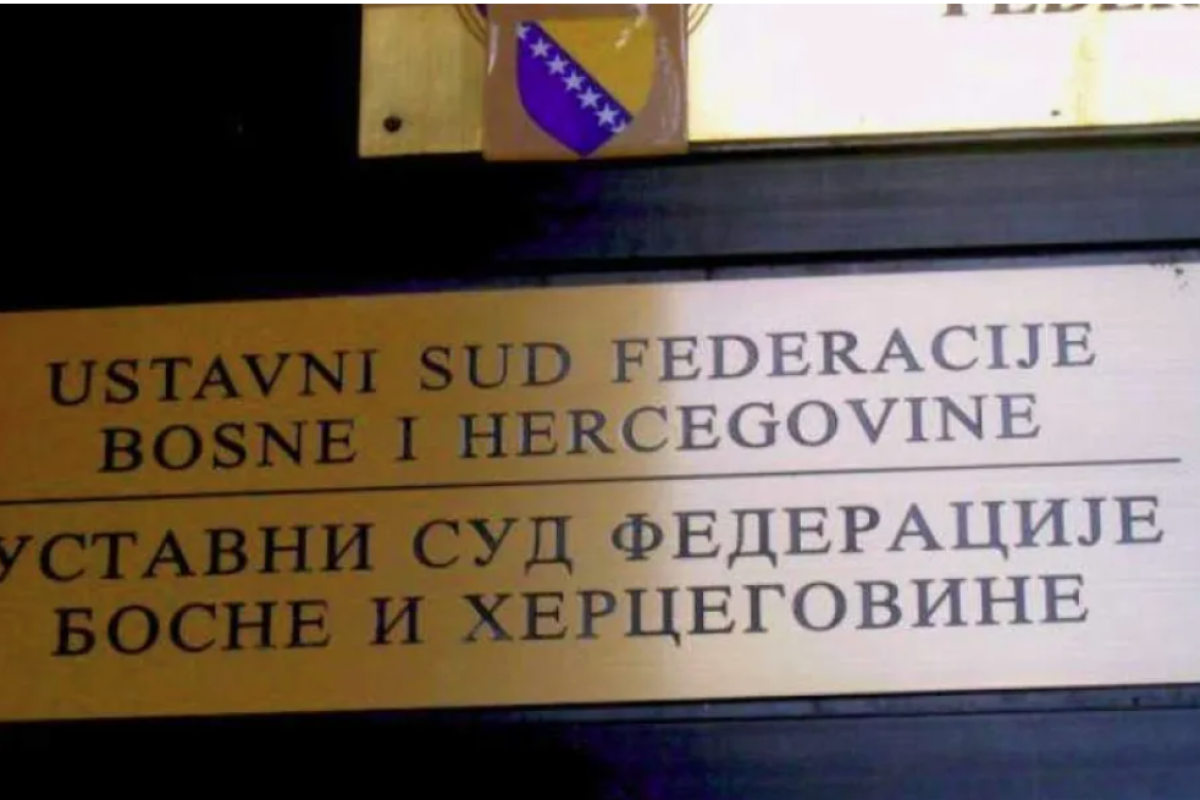 USTAVNI SUD FEDERACIJE
BOSNE I HERCEGOVINE
УСТАВНИ СУД ФЕДЕРАЦИЈЕ
БОСНЕ И ХЕРЦЕГОВИНЕ